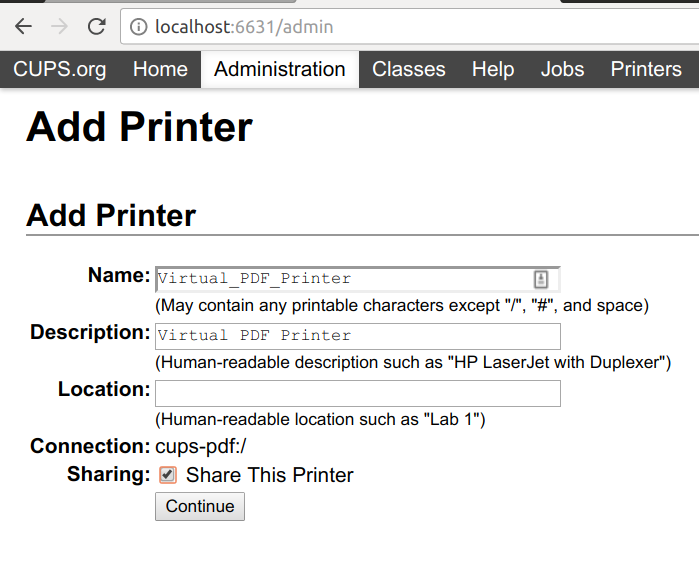 localhost:6631/admin
CUPS.org Home Administration Classes Help Jobs Printers
Add Printer
Add Printer
Name: Virtual_PDF_Printer
(May contain any printable characters except "/", "#", and space)
Description: Virtual PDF Printer
(Human-readable description such as "HP LaserJet with Duplexer")
Location:
(Human-readable location such as "Lab 1")
Connection: cups-pdf:/
Sharing: Share This Printer
Continue